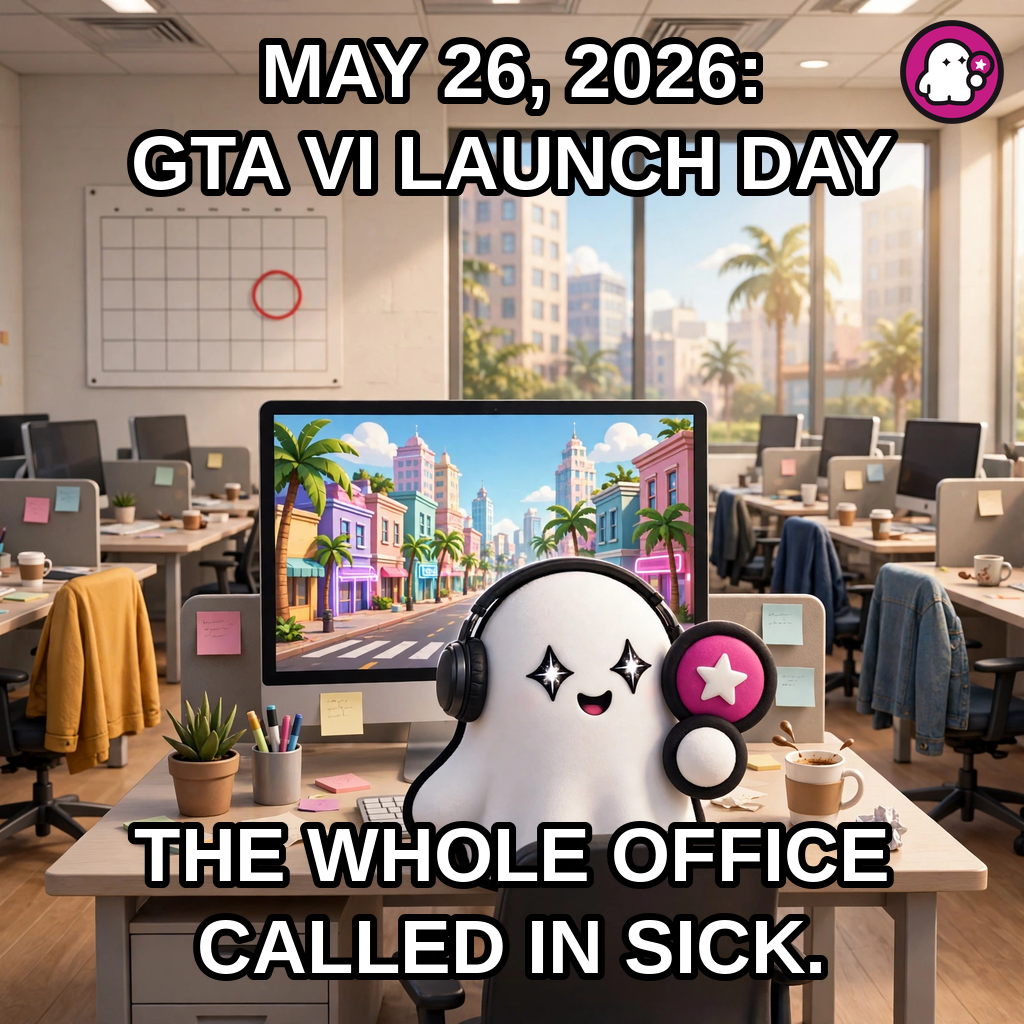 MAY 26, 2026:
GTA VI LAUNCH DAY
THE WHOLE OFFICE
CALLED IN SICK.